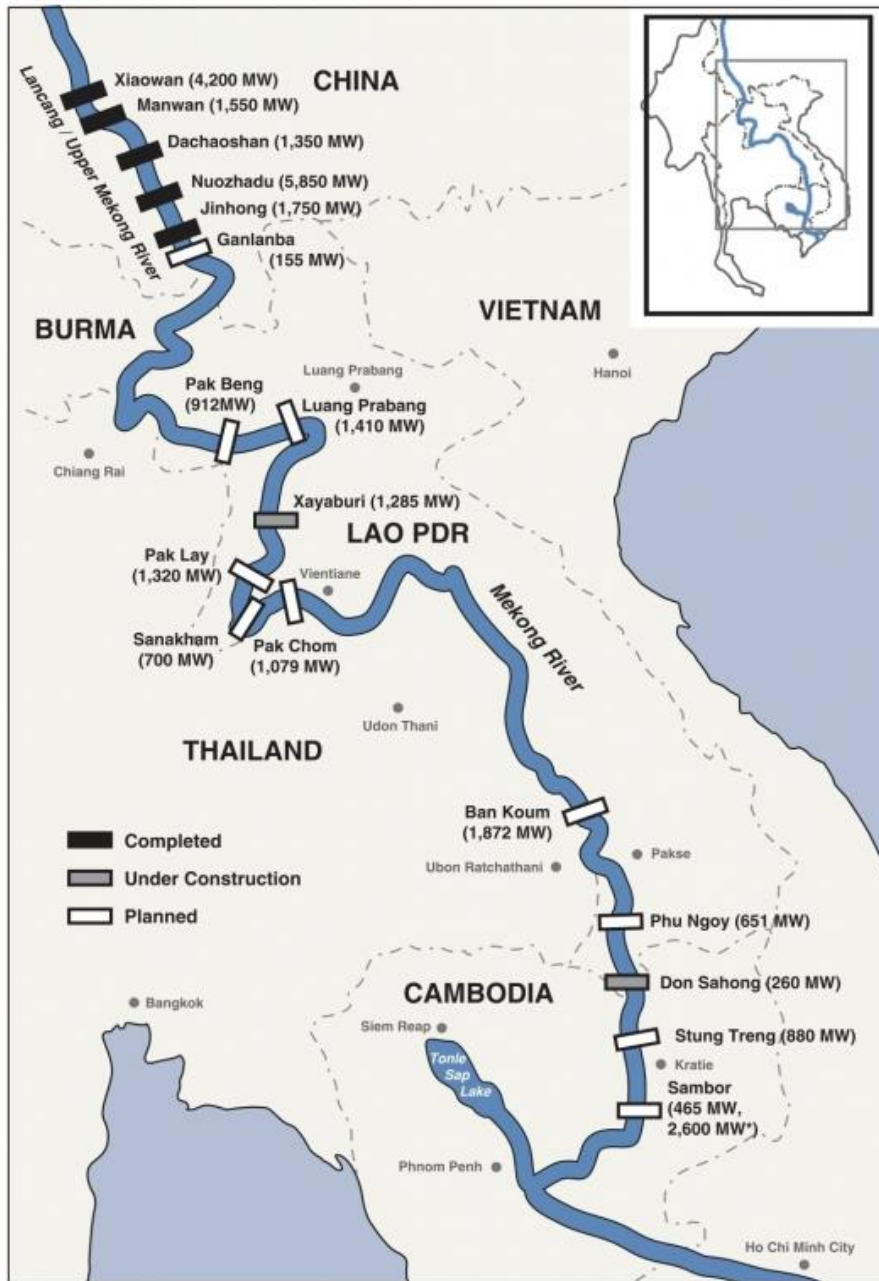 Xiaowan (4,200 MW)
CHINA
Manwan (1,550 MW)
Lancang / Upper Mekong River
Dachaoshan (1,350 MW)
Nuozhadu (5,850 MW)
Jinhong (1,750 MW)
Ganlanba
(155 MW)
BURMA
VIETNAM
Hanoi
Luang Prabang
Pak Beng
(912MW)
Luang Prabang
(1,410 MW)
Chiang Rai
Xayaburi (1,285 MW)
LAO PDR
Pak Lay
(1,320 MW)
Vientiane
Sanakham
(700 MW)
Pak Chom
(1,079 MW)
Mekong River
Udon Thani
THAILAND
Ban Koum
(1,872 MW)
Completed
Under Construction
Planned
Ubon Ratchathani
Pakse
Phu Ngoy (651 MW)
CAMBODIA
Don Sahong (260 MW)
Bangkok
Siem Reap
Stung Treng (880 MW)
Tonle
Sap
Lake
Kratie
Sambor
(465 MW,
2,600 MW*)
Phnom Penh
Ho Chi Minh City